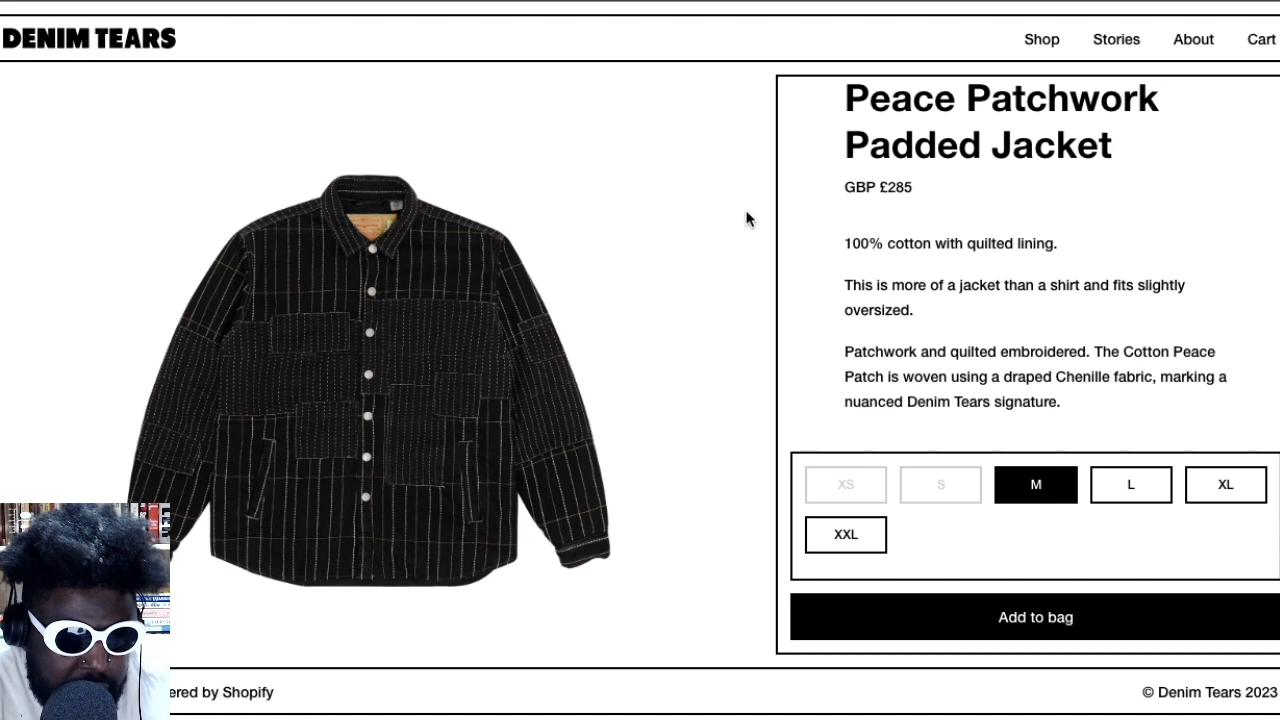 DENIM TEARS
Shop Stories About Cart
Peace Patchwork
Padded Jacket
GBP £285
100% cotton with quilted lining.
This is more of a jacket than a shirt and fits slightly
oversized.
Patchwork and quilted embroidered. The Cotton Peace
Patch is woven using a draped Chenille fabric, marking a
nuanced Denim Tears signature.
XS S M L XL
XXL
Add to bag
ered by Shopify
© Denim Tears 2023